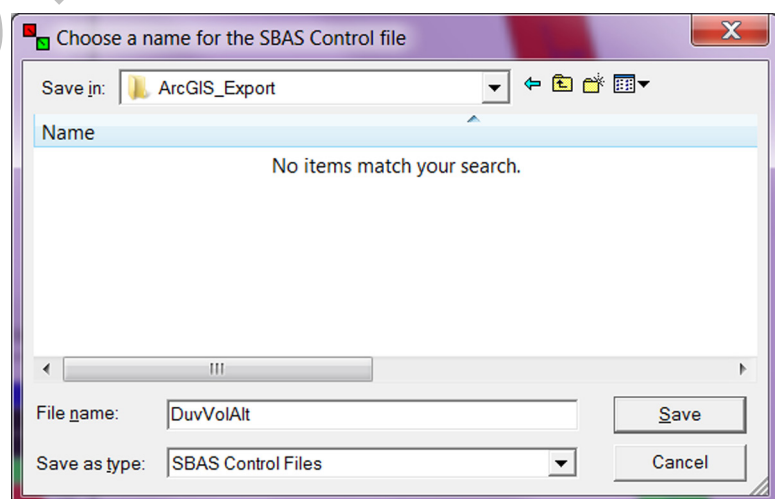 Choose a name for the SBAS Control file
Save in: ArcGIS_Export
Name
No items match your search.
File name: DuvVolAlt Save
Save as type: SBAS Control Files Cancel